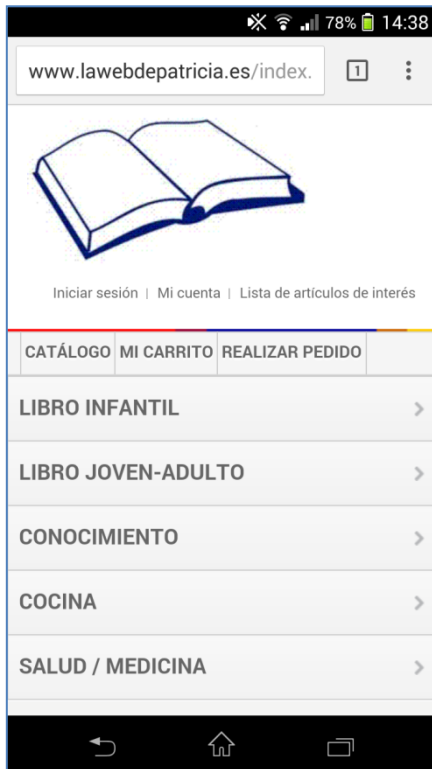 78% 14:38
www.lawebdepatricia.es/index. 1
Iniciar sesión | Mi cuenta | Lista de artículos de interés
CATÁLOGO MI CARRITO REALIZAR PEDIDO
LIBRO INFANTIL
LIBRO JOVEN-ADULTO
CONOCIMIENTO
COCINA
SALUD / MEDICINA